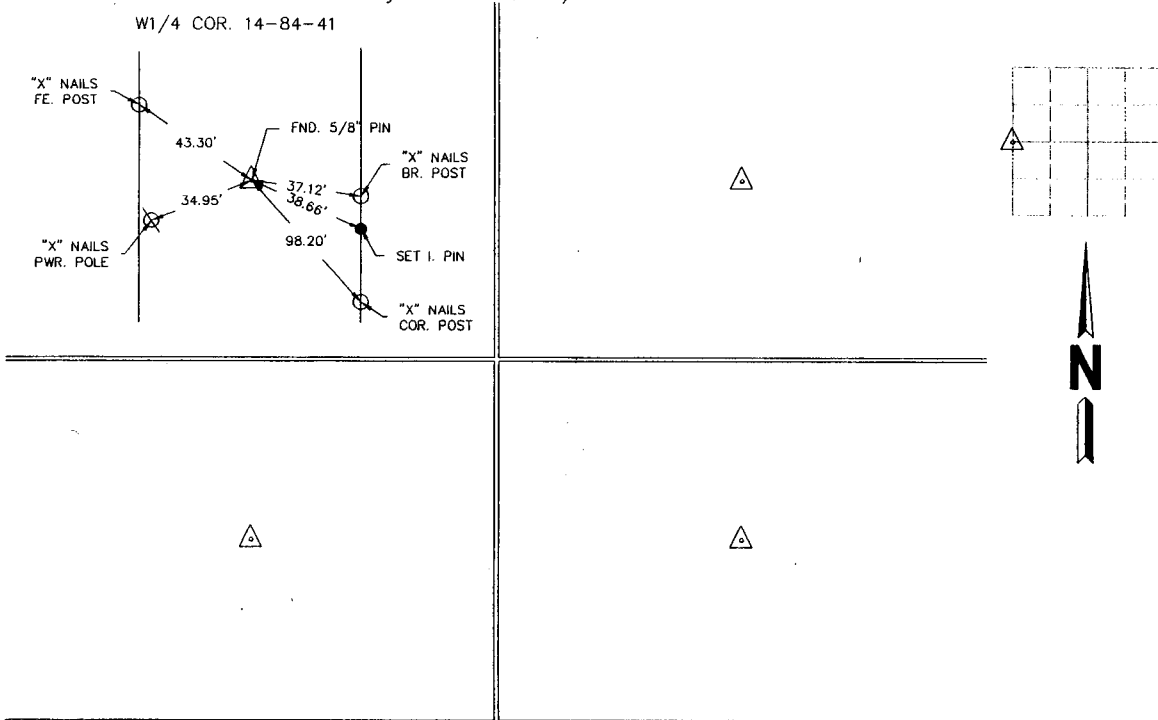 W1/4 COR. 14-84-41
"X" NAILS
FE. POST
FND. 5/8" PIN
43.30'
"X" NAILS
BR. POST
37.12'
38.66'
34.95'
98.20'
"X" NAILS
PWR. POLE
SET I. PIN
"X" NAILS
COR. POST
N